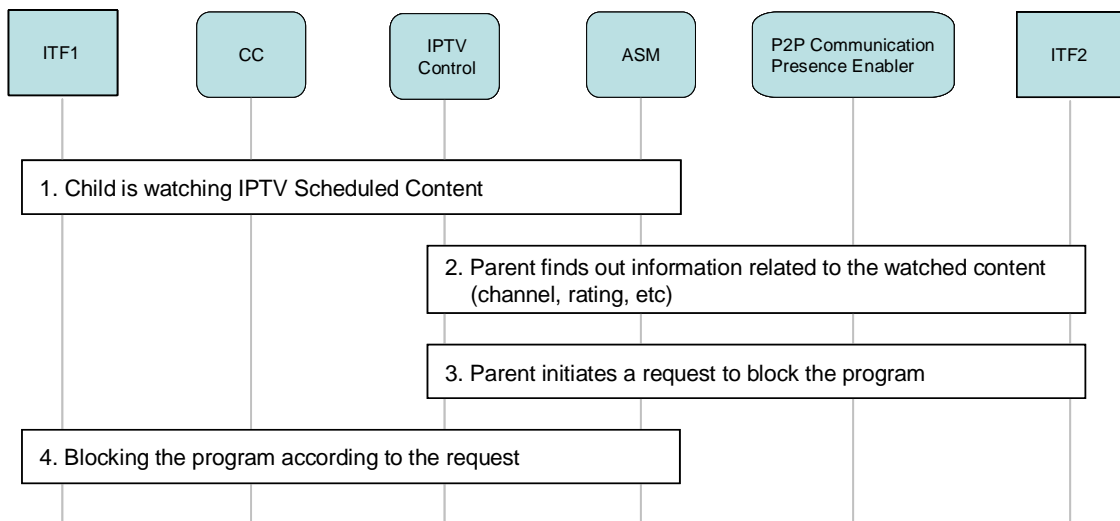 ITF1
CC
IPTV
Control
ASM
P2P Communication
Presence Enabler
ITF2
1. Child is watching IPTV Scheduled Content
2. Parent finds out information related to the watched content
(channel, rating, etc)
3. Parent initiates a request to block the program
4. Blocking the program according to the request